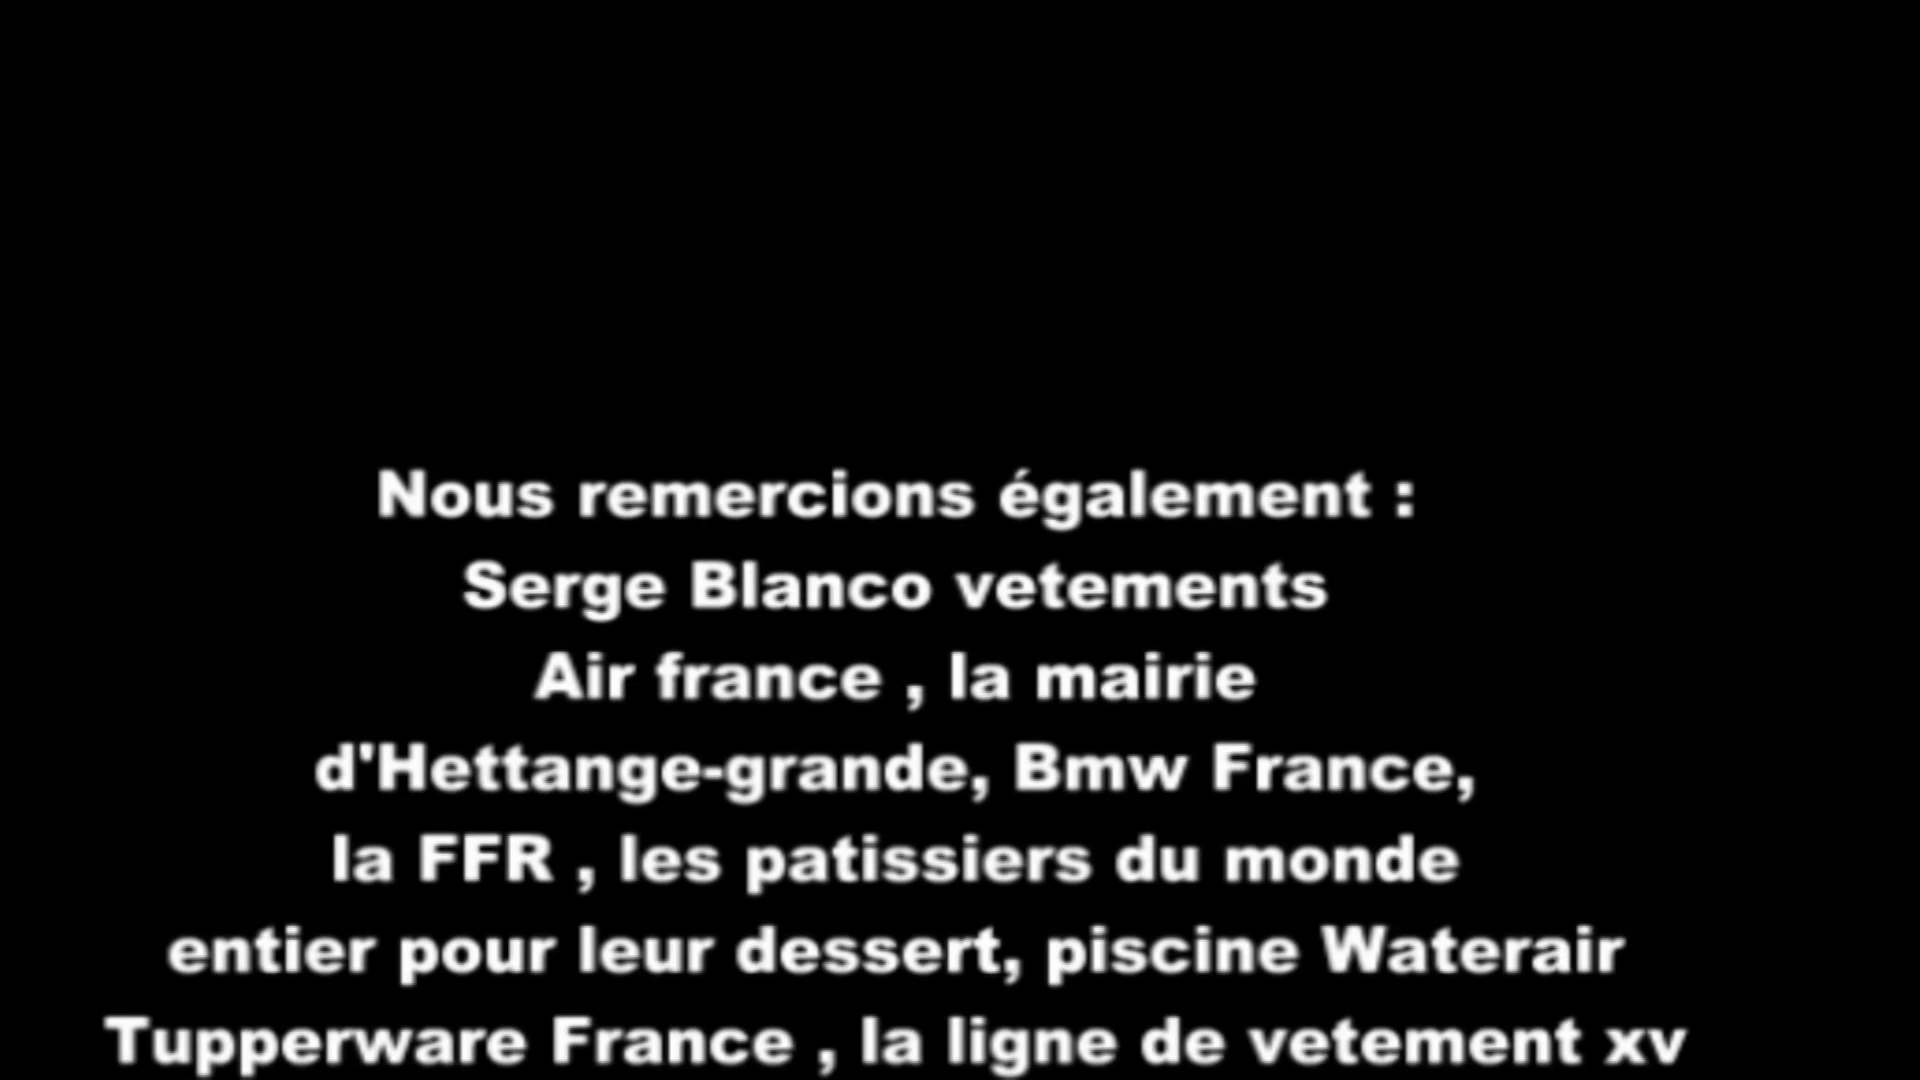 Nous remercions également :
Serge Blanco vetements
Air france , la mairie
d'Hettange-grande, Bmw France,
la FFR , les patissiers du monde
entier pour leur dessert, piscine Waterair
Tupperware France , la ligne de vetement xv